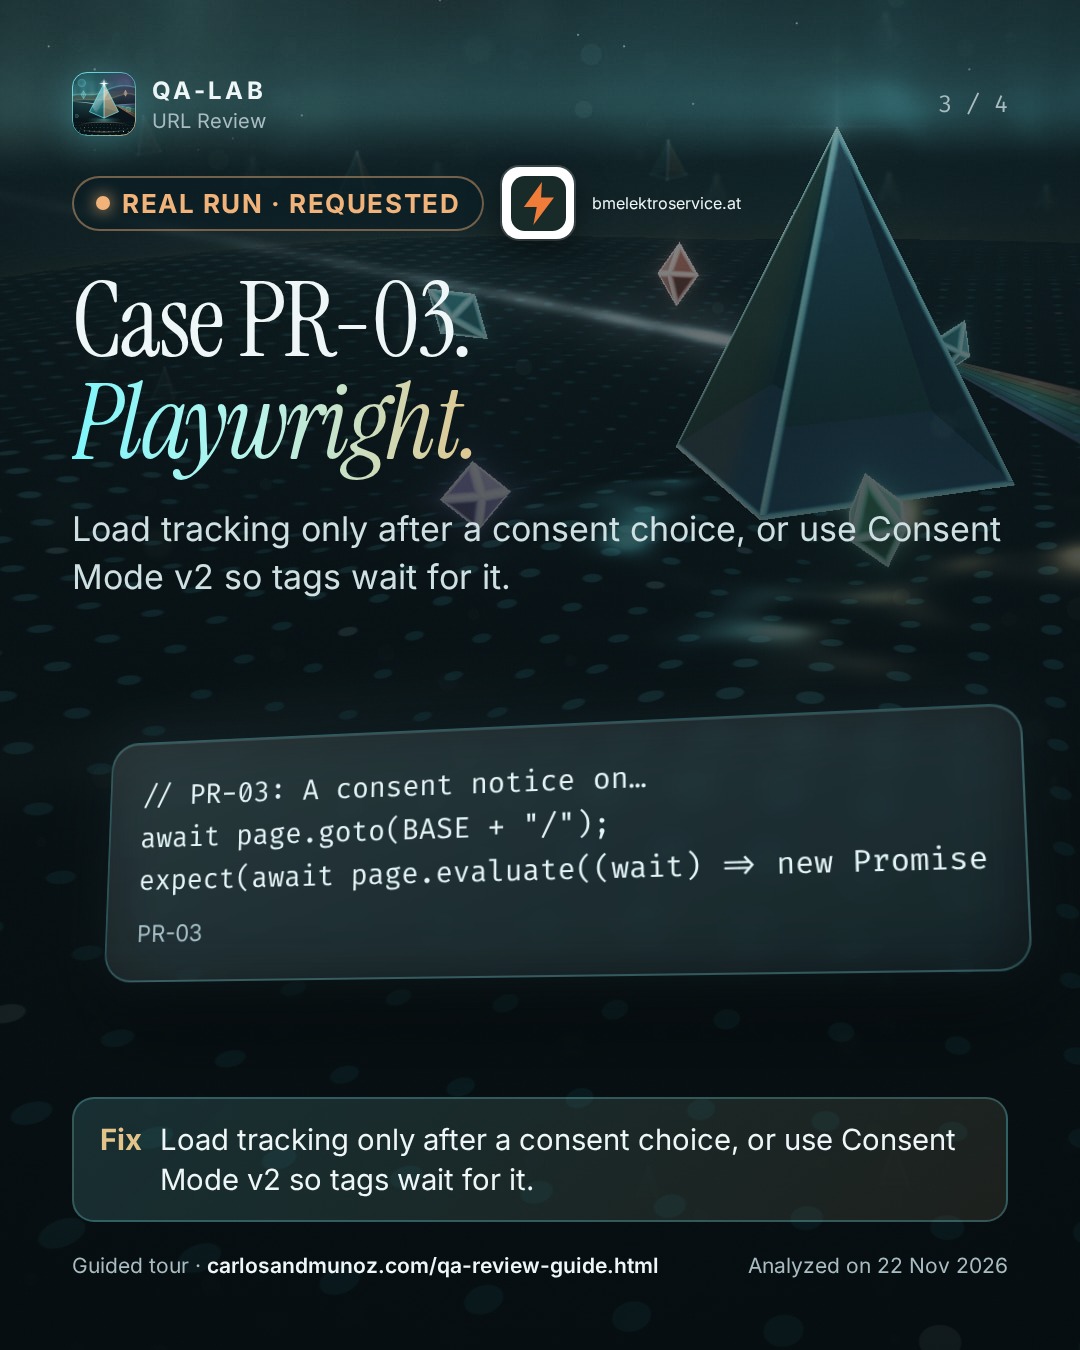 QA-LAB
URL Review
3 / 4
REAL RUN · REQUESTED
bmelektroservice.at
Case PR-03.
Playwright.
Load tracking only after a consent choice, or use Consent
Mode v2 so tags wait for it.
// PR-03: A consent notice on…
await page.goto(BASE + "/");
expect(await page.evaluate((wait) => new Promise
PR-03
Fix Load tracking only after a consent choice, or use Consent
Mode v2 so tags wait for it.
Guided tour · carlosandmunoz.com/qa-review-guide.html
Analyzed on 22 Nov 2026